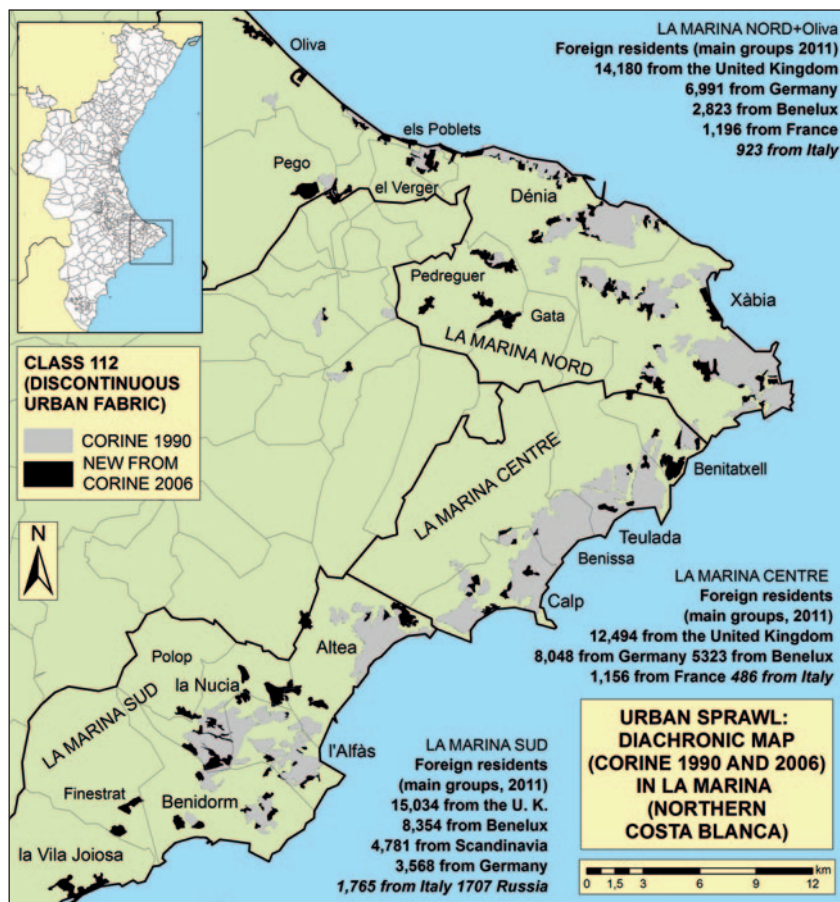 LA MARINA NORD+Oliva
Foreign residents (main groups 2011)
14,180 from the United Kingdom
6,991 from Germany
2,823 from Benelux
1,196 from France
923 from Italy
Oliva
els Poblets
Pego
el Verger
Dénia
Pedreguer
Gata
Xàbia
LA MARINA NORD
CLASS 112
(DISCONTINUOUS
URBAN FABRIC)
CORINE 1990
NEW FROM
CORINE 2006
N
LA MARINA CENTRE
Benitatxell
Teulada
Benissa
Calp
LA MARINA CENTRE
Foreign residents
(main groups, 2011)
12,494 from the United Kingdom
8,048 from Germany 5323 from Benelux
1,156 from France 486 from Italy
Altea
Polop
la Nucia
LA MARINA SUD
l'Alfàs
Finestrat
Benidorm
la Vila Joiosa
LA MARINA SUD
Foreign residents
(main groups, 2011)
15,034 from the U. K.
8,354 from Benelux
4,781 from Scandinavia
3,568 from Germany
1,765 from Italy 1707 Russia
URBAN SPRAWL:
DIACHRONIC MAP
(CORINE 1990 AND 2006)
IN LA MARINA
(NORTHERN
COSTA BLANCA)
km
0 1,5 3 6 9 12